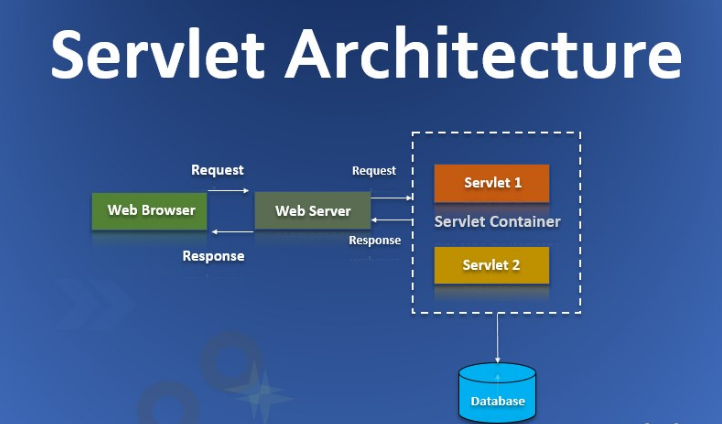 Servlet Architecture
Request
Request
Servlet 1
Web Browser
Web Server
Servlet Container
Response
Response
Servlet 2
Database